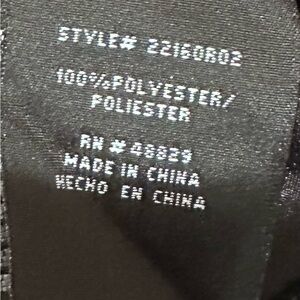 STYLE# 22160R02
100%POLYESTER/
POLIESTER
RN # 48829
MADE IN CHINA
HECHO EN CHINA